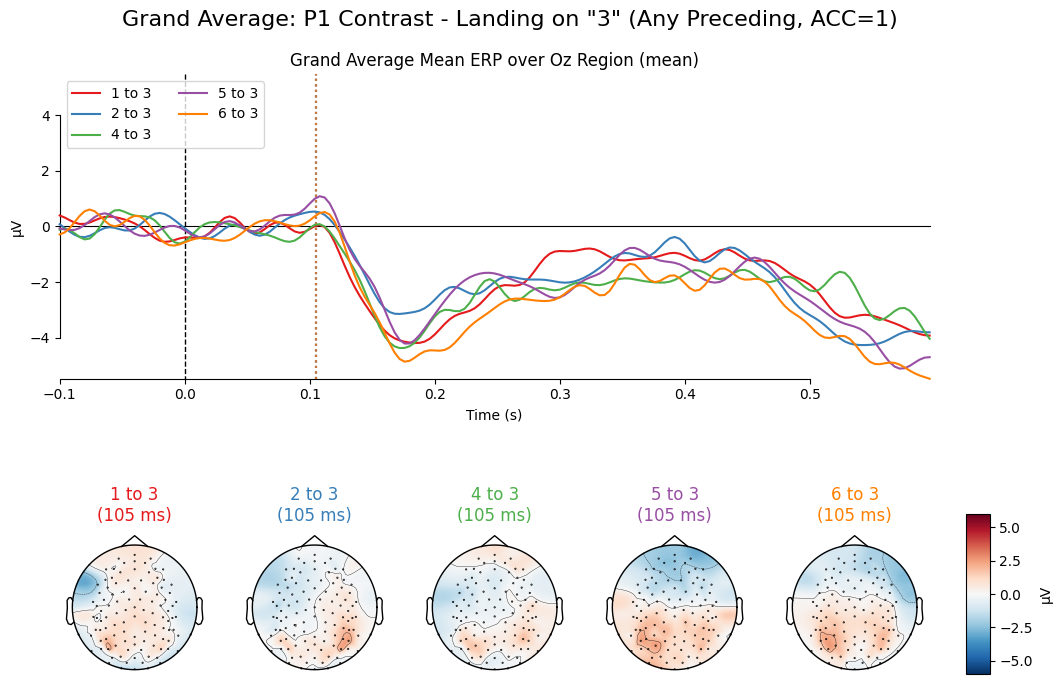 Grand Average: P1 Contrast - Landing on "3" (Any Preceding, ACC=1)
Grand Average Mean ERP over Oz Region (mean)
1 to 3
2 to 3
4 to 3
5 to 3
6 to 3
4
2
0
−2
−4
µV
−0.1 0.0 0.1 0.2 0.3 0.4 0.5
Time (s)
1 to 3
(105 ms)
2 to 3
(105 ms)
4 to 3
(105 ms)
5 to 3
(105 ms)
6 to 3
(105 ms)
5.0
2.5
0.0
−2.5
−5.0
µV